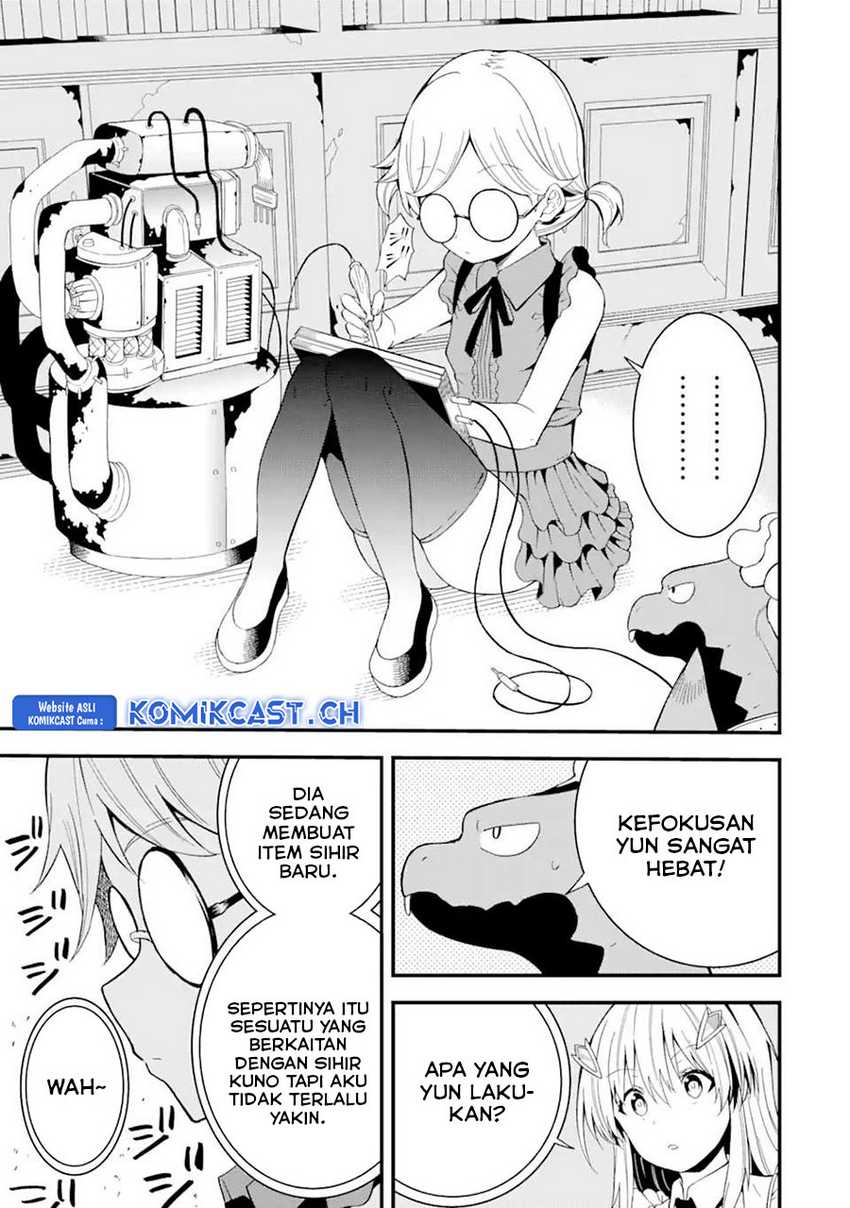 KEFOKUSAN
YUN SANGAT
HEBAT!
APA YANG
YUN LAKU-
KAN?
DIA
SEDANG
MEMBUAT
ITEM SIHIR
BARU.
SEPERTINYA ITU
SESUATU YANG
BERKAITAN
DENGAN SIHIR
KUNO TAPI AKU
TIDAK TERLALU
YAKIN.
WAH~
Website ASLI
KOMIKCAST Cuma :
KOMIKCAST.CH